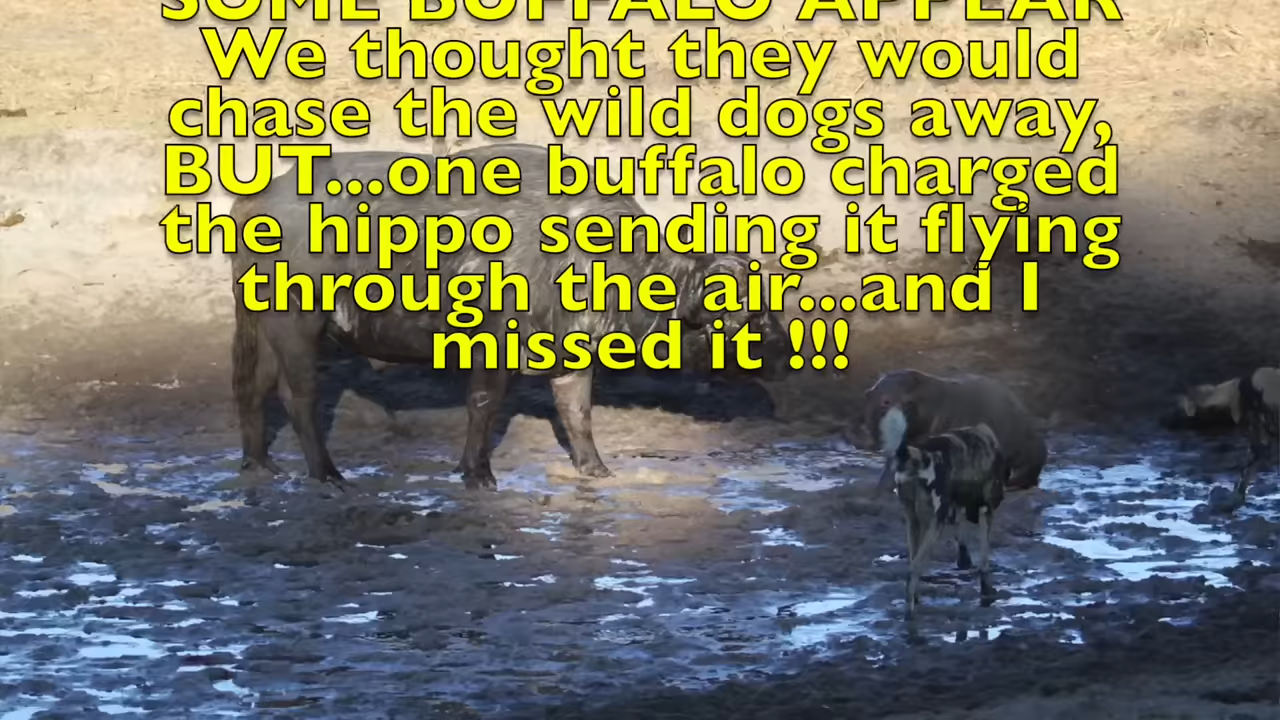 SOME BUFFALO APPEAR
We thought they would
chase the wild dogs away,
BUT...one buffalo charged
the hippo sending it flying
through the air...and I
missed it !!!